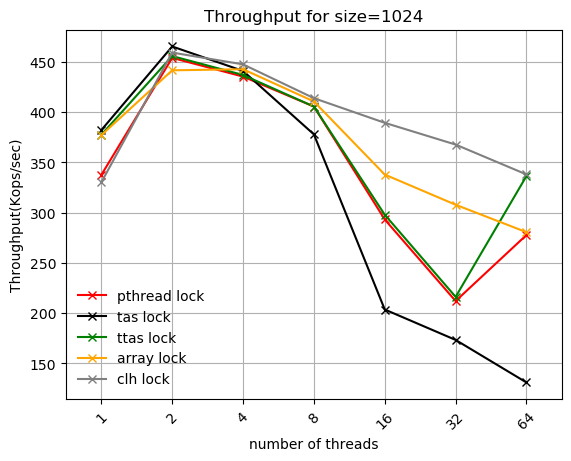 Throughput for size=1024
Throughput(Kops/sec)
450
400
350
300
250
200
150
pthread lock
tas lock
ttas lock
array lock
clh lock
1
2
4
8
16
32
64
number of threads